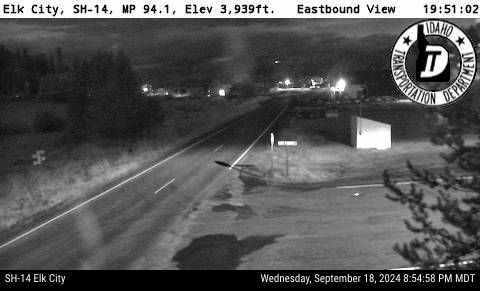 Elk City, SH-14, MP 94.1, Elev 3,939ft. Eastbound View 19:51:02
IDAHO
TRANSPORTATION DEPARTMENT
SH-14 Elk City Wednesday, September 18, 2024 8:54:58 PM MDT